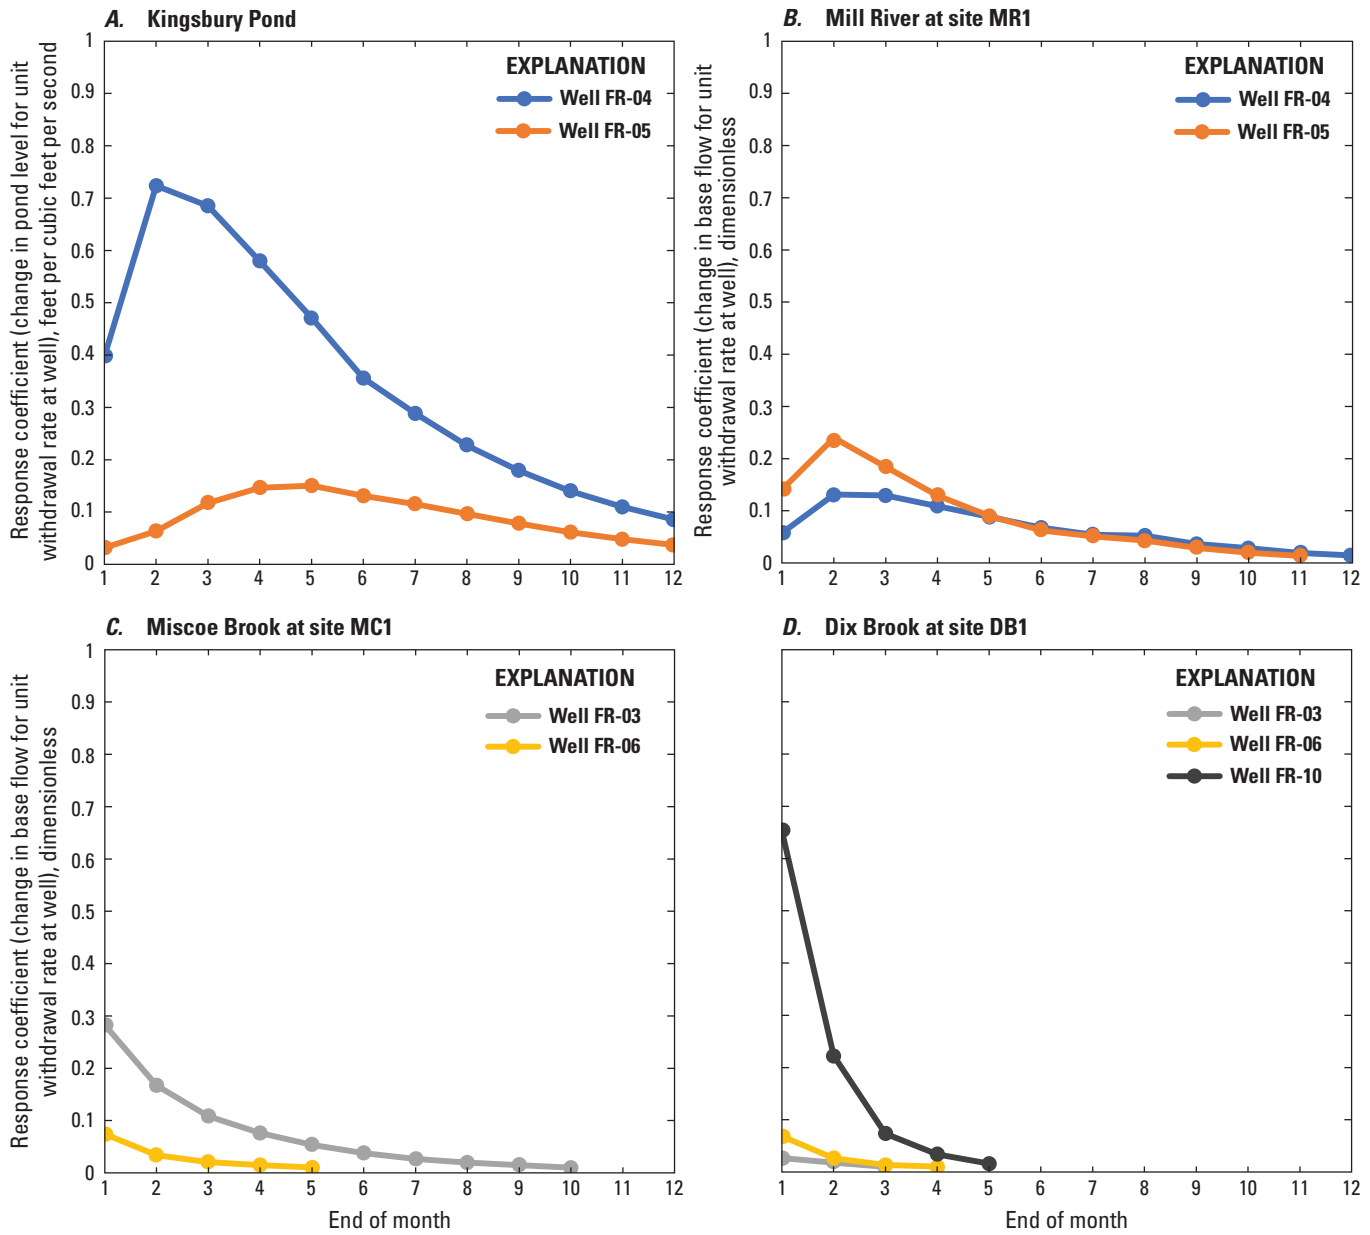 A. Kingsbury Pond
Response coefficient (change in pond level for unit
withdrawal rate at well), feet per cubic feet per second
1
0.9
0.8
0.7
0.6
0.5
0.4
0.3
0.2
0.1
0
EXPLANATION
Well FR-04
Well FR-05
1 2 3 4 5 6 7 8 9 10 11 12
B. Mill River at site MR1
Response coefficient (change in base flow for unit
withdrawal rate at well), dimensionless
1
0.9
0.8
0.7
0.6
0.5
0.4
0.3
0.2
0.1
0
EXPLANATION
Well FR-04
Well FR-05
1 2 3 4 5 6 7 8 9 10 11 12
C. Miscoe Brook at site MC1
Response coefficient (change in base flow for unit
withdrawal rate at well), dimensionless
1
0.9
0.8
0.7
0.6
0.5
0.4
0.3
0.2
0.1
0
EXPLANATION
Well FR-03
Well FR-06
1 2 3 4 5 6 7 8 9 10 11 12
End of month
D. Dix Brook at site DB1
EXPLANATION
Well FR-03
Well FR-06
Well FR-10
1 2 3 4 5 6 7 8 9 10 11 12
End of month